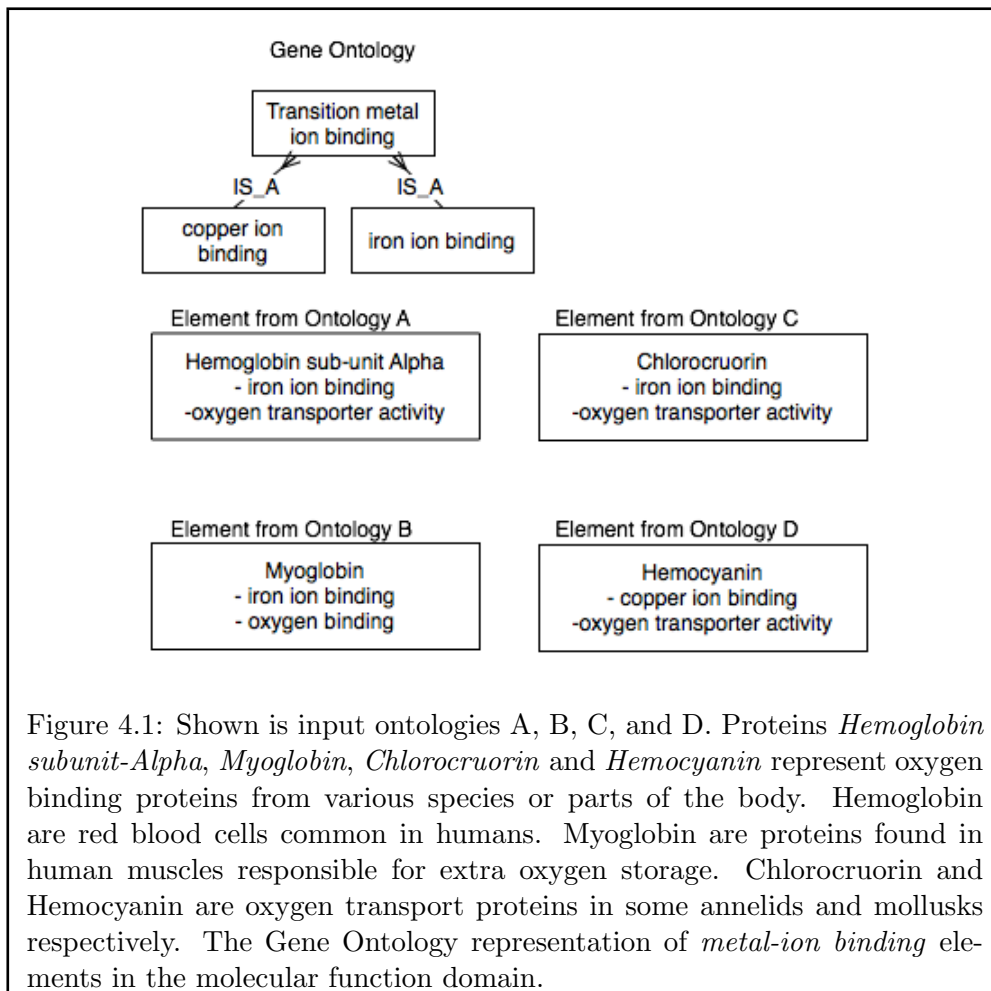 Gene Ontology
Transition metal
ion binding
IS_A
IS_A
copper ion
binding
iron ion binding
Element from Ontology A
Hemoglobin sub-unit Alpha
- iron ion binding
-oxygen transporter activity
Element from Ontology C
Chlorocruorin
- iron ion binding
-oxygen transporter activity
Element from Ontology B
Myoglobin
- iron ion binding
- oxygen binding
Element from Ontology D
Hemocyanin
- copper ion binding
-oxygen transporter activity
Figure 4.1: Shown is input ontologies A, B, C, and D. Proteins Hemoglobin
subunit-Alpha, Myoglobin, Chlorocruorin and Hemocyanin represent oxygen
binding proteins from various species or parts of the body. Hemoglobin
are red blood cells common in humans. Myoglobin are proteins found in
human muscles responsible for extra oxygen storage. Chlorocruorin and
Hemocyanin are oxygen transport proteins in some annelids and mollusks
respectively. The Gene Ontology representation of metal-ion binding ele-
ments in the molecular function domain.